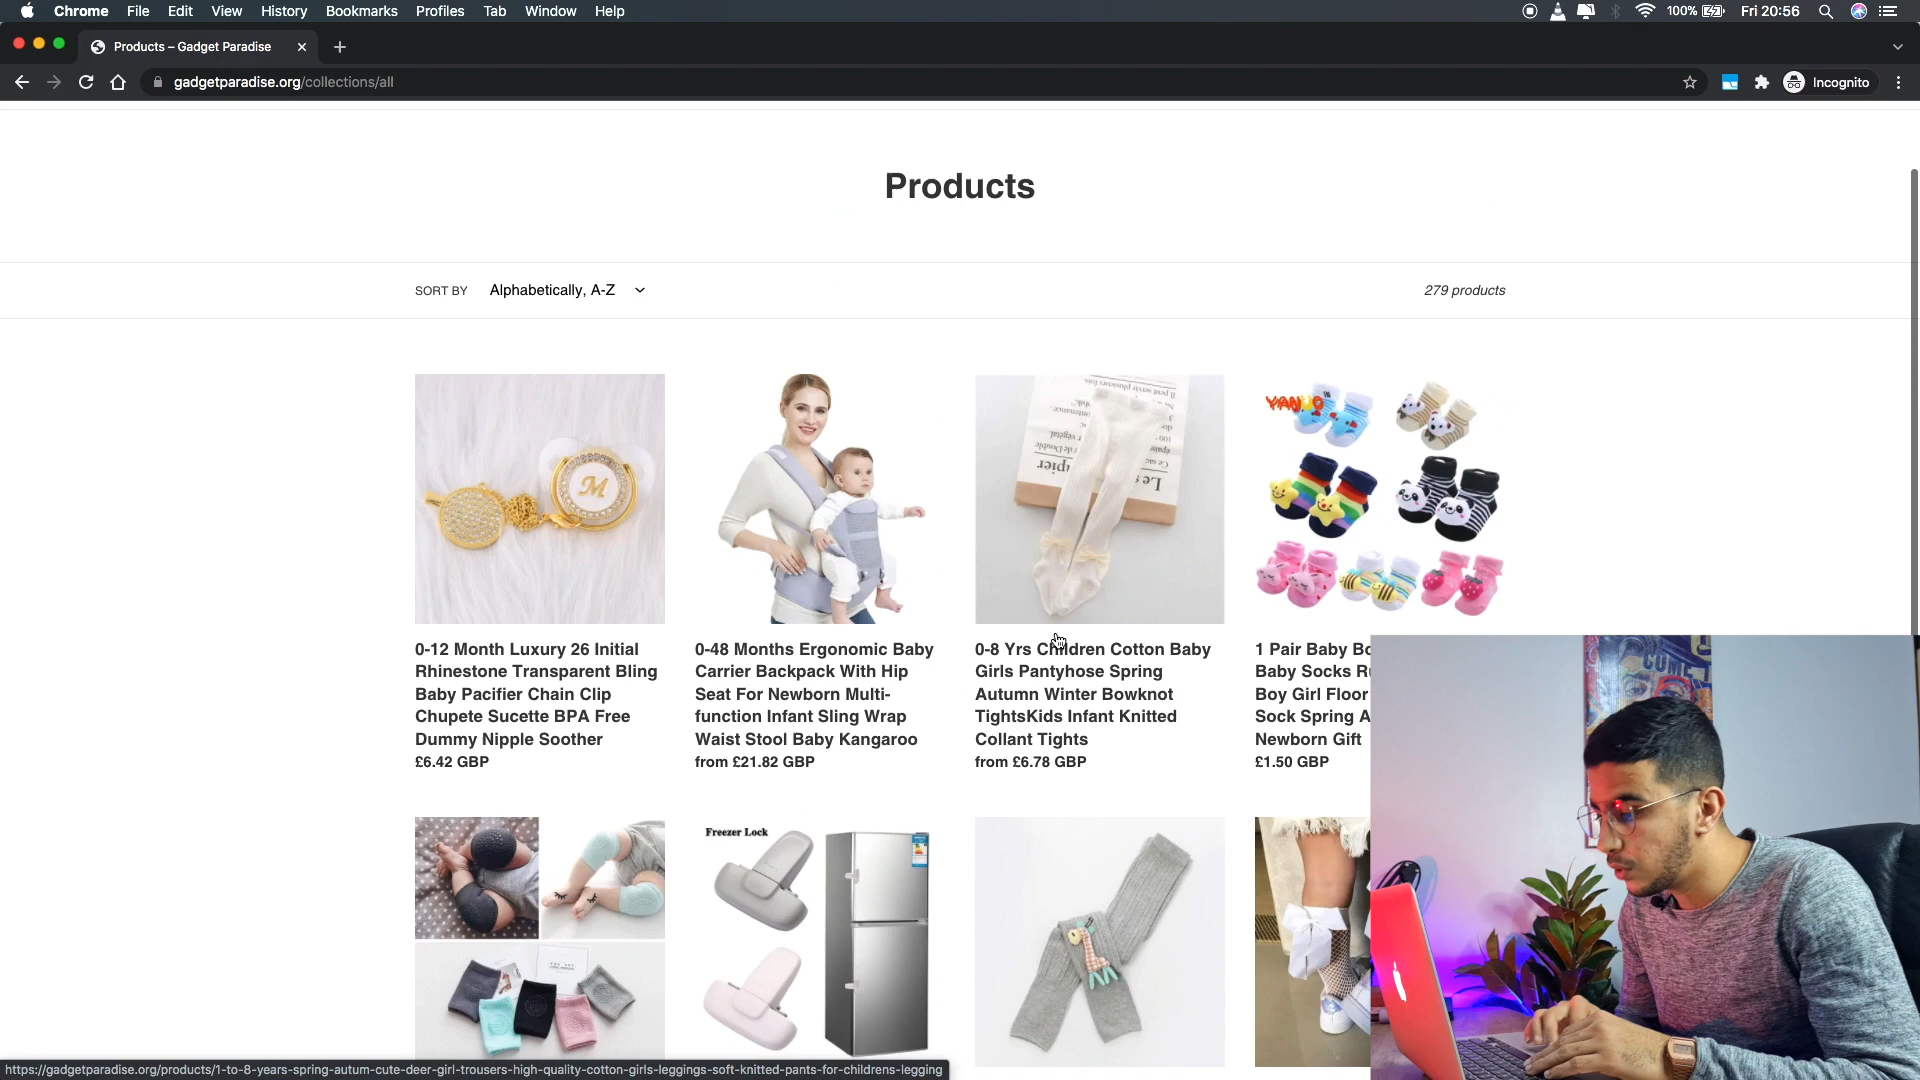 Chrome File Edit View History Bookmarks Profiles Tab Window Help
100% Fri 20:56
Products – Gadget Paradise
gadgetparadise.org/collections/all
Incognito
Products
SORT BY Alphabetically, A-Z
279 products
0-12 Month Luxury 26 Initial
Rhinestone Transparent Bling
Baby Pacifier Chain Clip
Chupete Sucette BPA Free
Dummy Nipple Soother
£6.42 GBP
M
0-48 Months Ergonomic Baby
Carrier Backpack With Hip
Seat For Newborn Multi-
function Infant Sling Wrap
Waist Stool Baby Kangaroo
from £21.82 GBP
0-8 Yrs Children Cotton Baby
Girls Pantyhose Spring
Autumn Winter Bowknot
TightsKids Infant Knitted
Collant Tights
from £6.78 GBP
1 Pair Baby
Baby Socks
Boy Girl Floor
Sock Spring
Newborn Gift
£1.50 GBP
Freezer Lock
COME
https://gadgetparadise.org/products/1-to-8-years-spring-autum-cute-deer-girl-trousers-high-quality-cotton-girls-leggings-soft-knitted-pants-for-childrens-legging